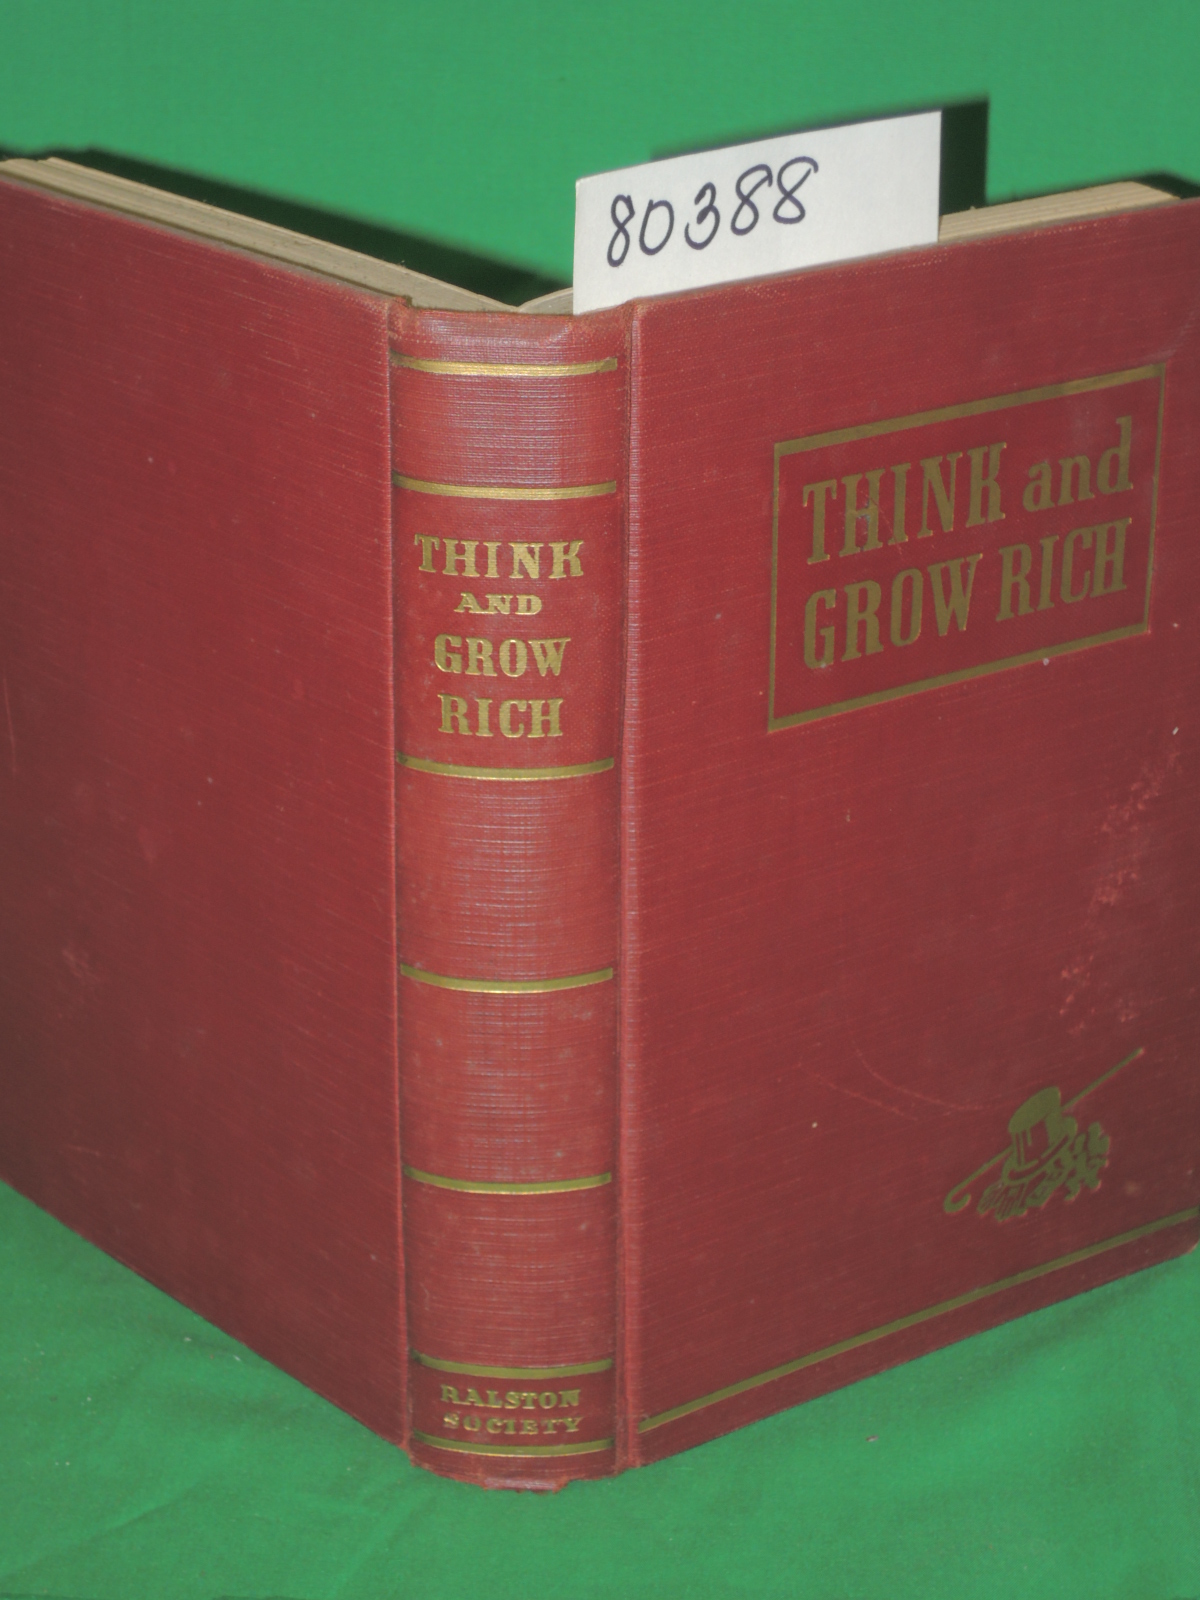 80388
THINK
AND
GROW
RICH
RALSTON
SOCIETY
THINK and
GROW RICH